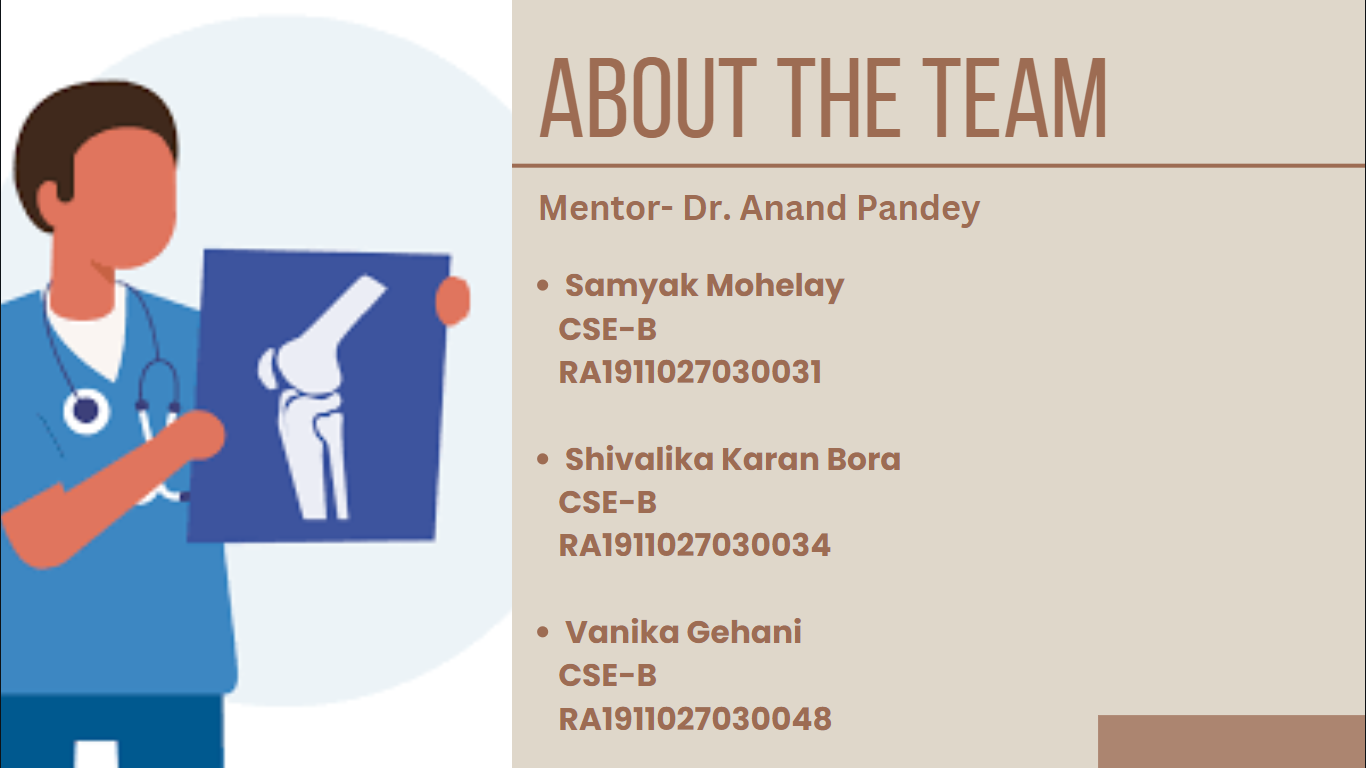 ABOUT THE TEAM
Mentor- Dr. Anand Pandey
• Samyak Mohelay
CSE-B
RA1911027030031
• Shivalika Karan Bora
CSE-B
RA1911027030034
• Vanika Gehani
CSE-B
RA1911027030048